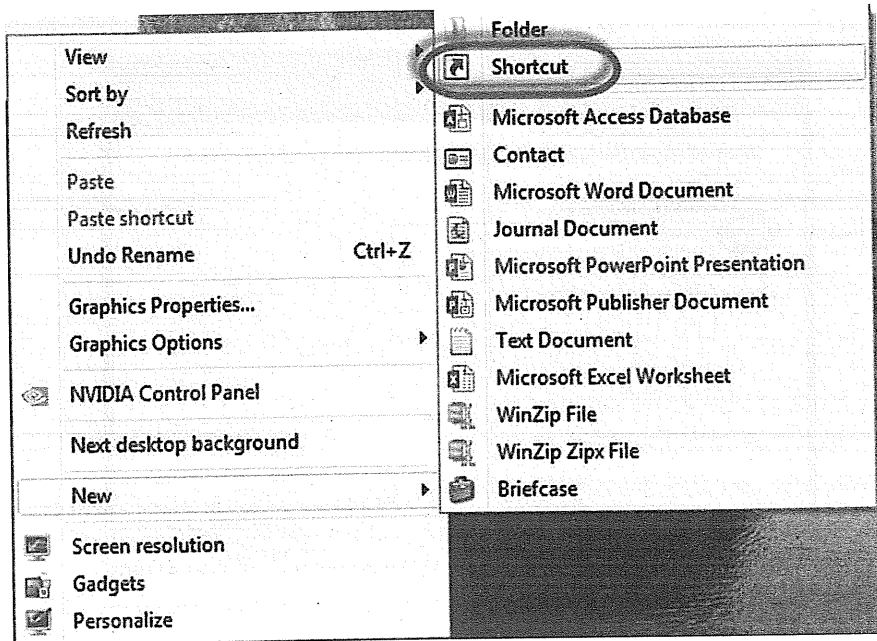 View
Sort by
Refresh
Paste
Paste shortcut
Undo Rename Ctrl+Z
Graphics Properties...
Graphics Options
NVIDIA Control Panel
Next desktop background
New
Screen resolution
Gadgets
Personalize
Folder
Shortcut
Microsoft Access Database
Contact
Microsoft Word Document
Journal Document
Microsoft PowerPoint Presentation
Microsoft Publisher Document
Text Document
Microsoft Excel Worksheet
WinZip File
WinZip Zipx File
Briefcase